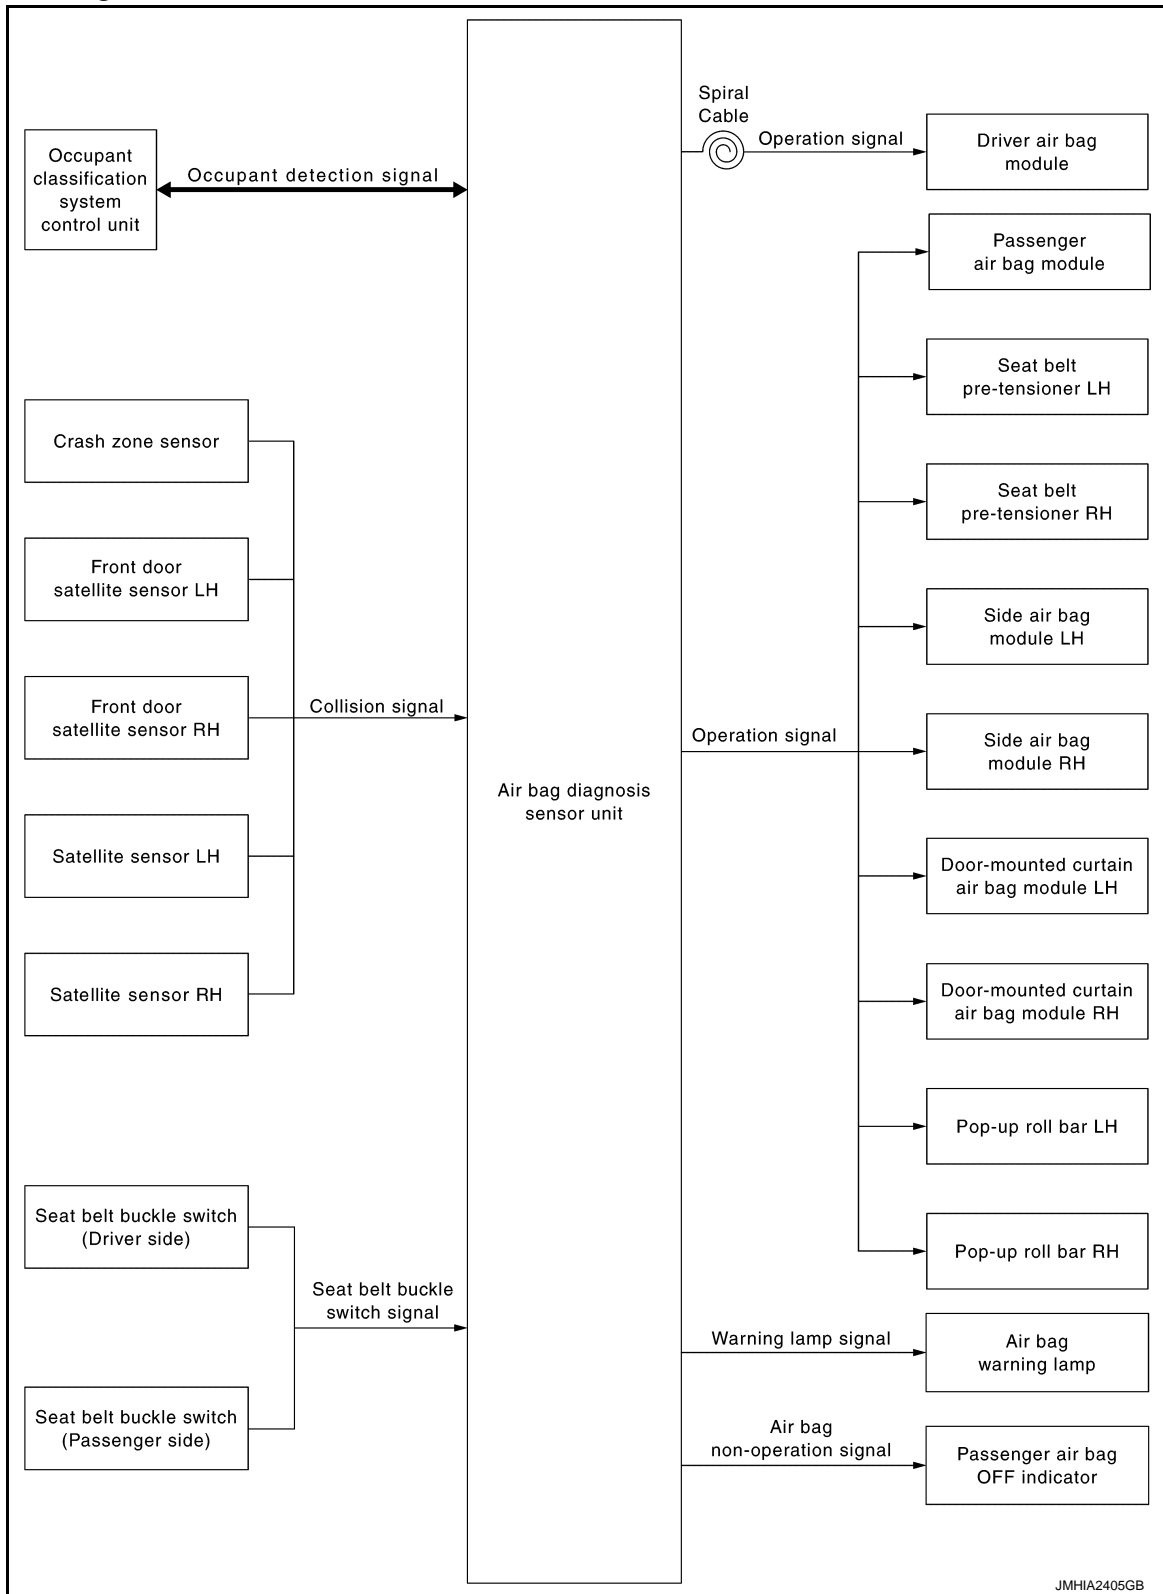 Occupant
classification
system
control unit
Occupant detection signal
Crash zone sensor
Front door
satellite sensor LH
Front door
satellite sensor RH
Satellite sensor LH
Satellite sensor RH
Collision signal
Seat belt buckle switch
(Driver side)
Seat belt buckle switch
(Passenger side)
Seat belt buckle
switch signal
Air bag diagnosis
sensor unit
Spiral
Cable
Operation signal
Driver air bag
module
Operation signal
Passenger
air bag module
Seat belt
pre-tensioner LH
Seat belt
pre-tensioner RH
Side air bag
module LH
Side air bag
module RH
Door-mounted curtain
air bag module LH
Door-mounted curtain
air bag module RH
Pop-up roll bar LH
Pop-up roll bar RH
Warning lamp signal
Air bag
warning lamp
Air bag
non-operation signal
Passenger air bag
OFF indicator
JMHIA2405GB